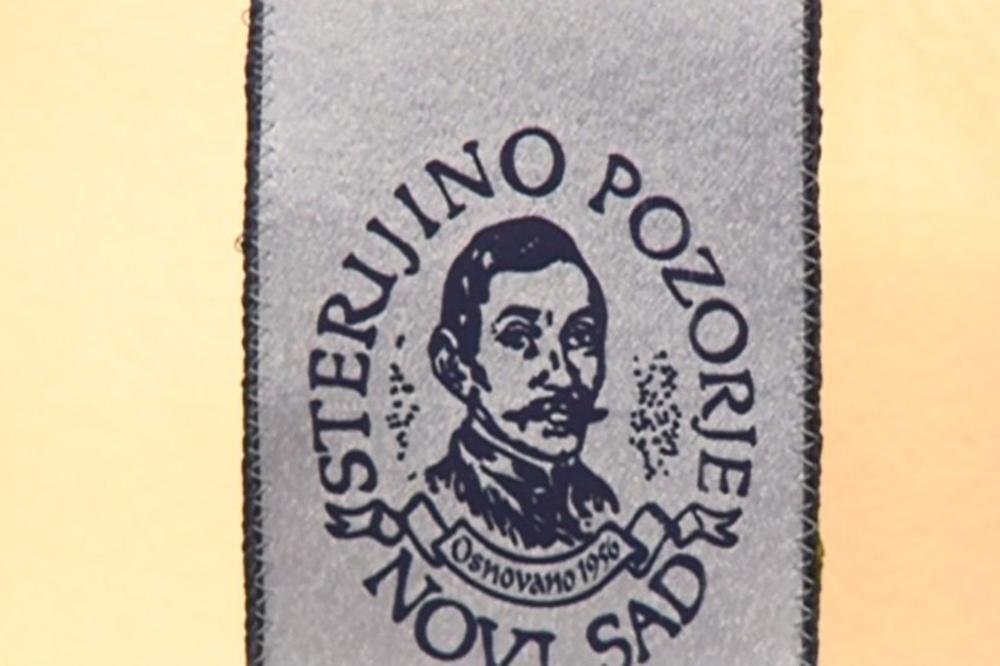 STERIJINO POZORJE
Osnovano 1956
NOVI SAD